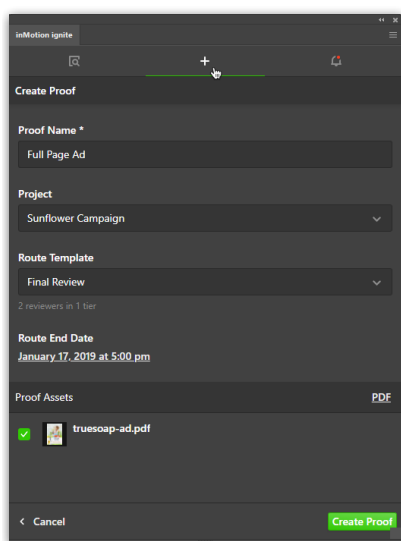 inMotion ignite
Create Proof
Proof Name *
Full Page Ad
Project
Sunflower Campaign
Route Template
Final Review
2 reviewers in 1 tier
Route End Date
January 17, 2019 at 5:00 pm
Proof Assets PDF
truesoap-ad.pdf
Cancel Create Proof